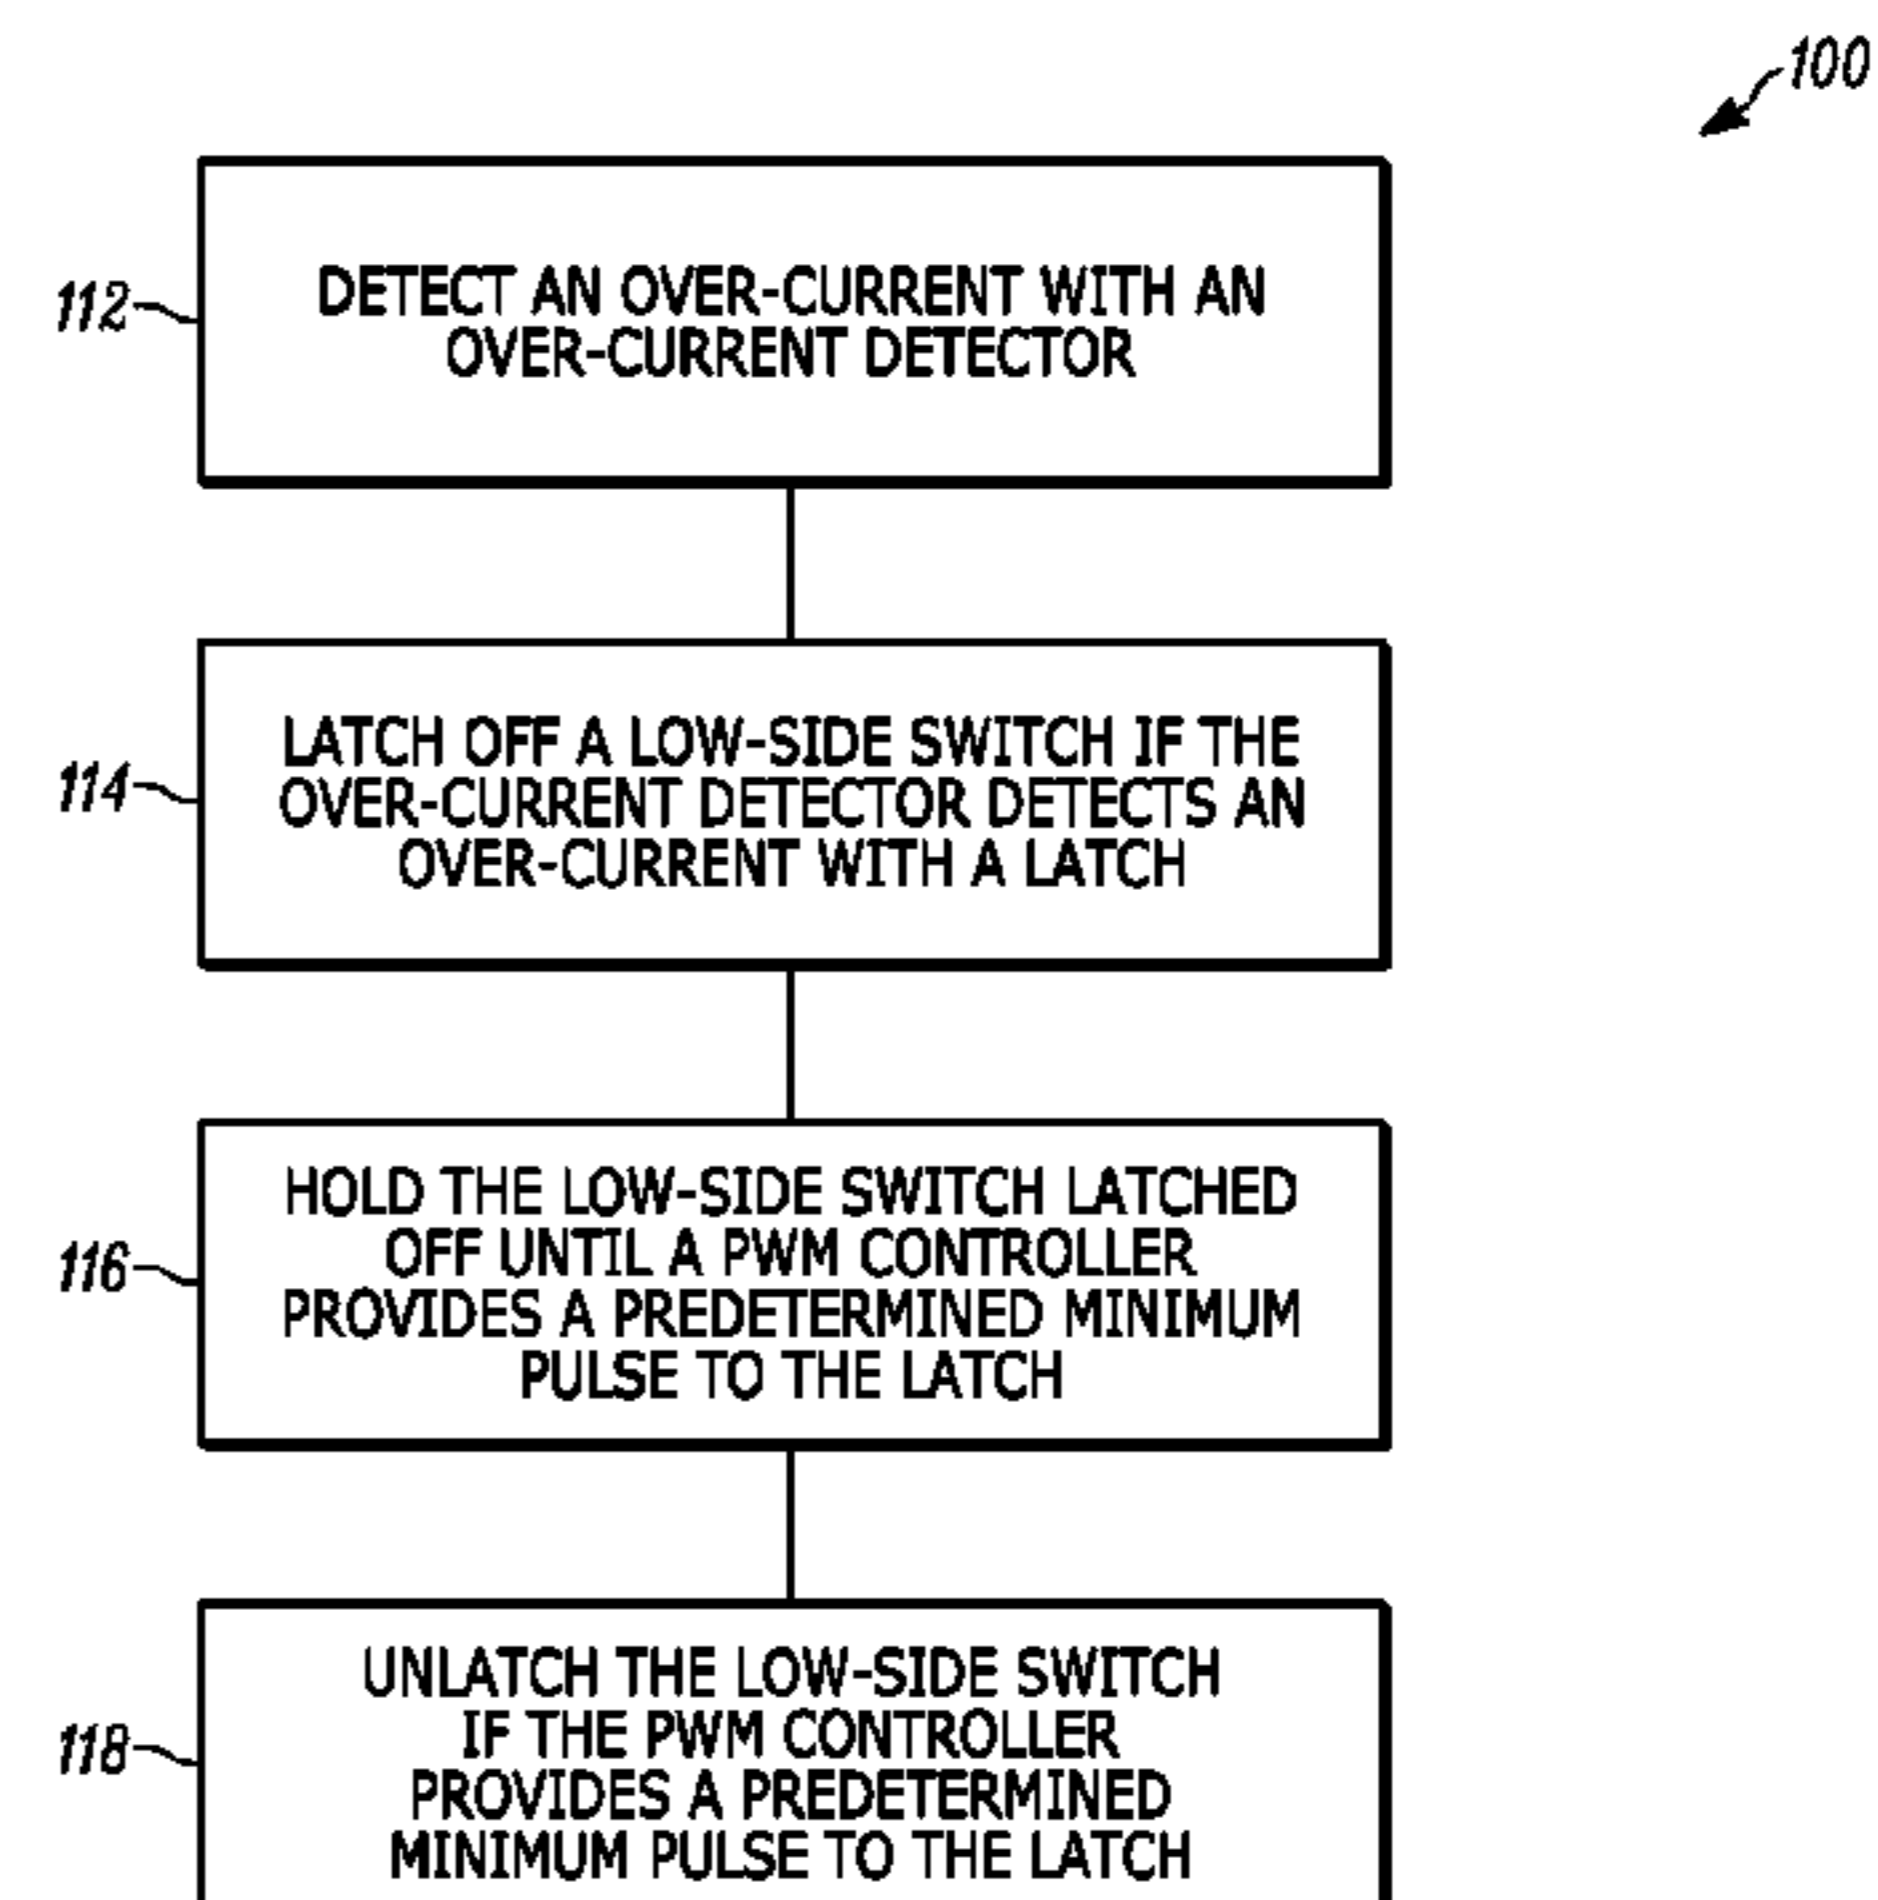 100
112
DETECT AN OVER-CURRENT WITH AN
OVER-CURRENT DETECTOR
114
LATCH OFF A LOW-SIDE SWITCH IF THE
OVER-CURRENT DETECTOR DETECTS AN
OVER-CURRENT WITH A LATCH
116
HOLD THE LOW-SIDE SWITCH LATCHED
OFF UNTIL A PWM CONTROLLER
PROVIDES A PREDETERMINED MINIMUM
PULSE TO THE LATCH
118
UNLATCH THE LOW-SIDE SWITCH
IF THE PWM CONTROLLER
PROVIDES A PREDETERMINED
MINIMUM PULSE TO THE LATCH